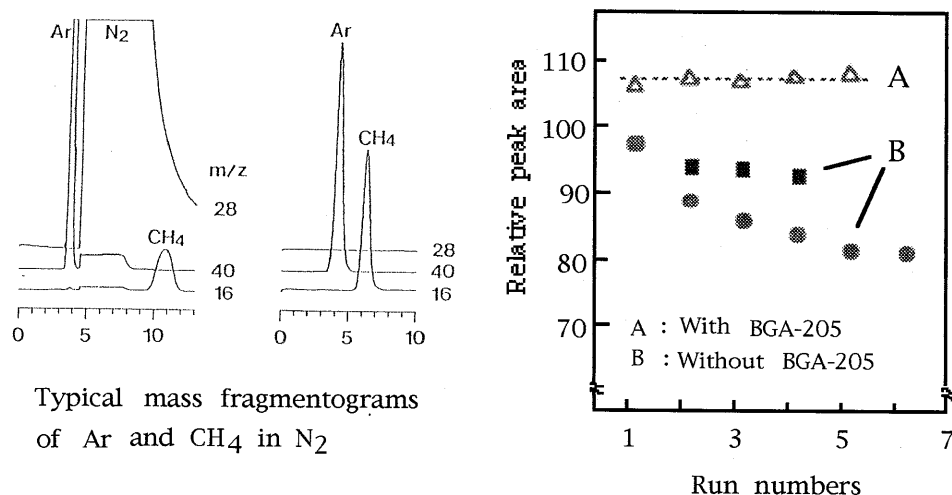 Ar N₂
m/z
28
CH₄
40
16
0 5 10
Ar
CH₄
28
40
16
0 5 10
Typical mass fragmentograms
of Ar and CH₄ in N₂
Relative peak area
110
100
90
80
70
A
B
A : With BGA-205
B : Without BGA-205
1 3 5 7
Run numbers